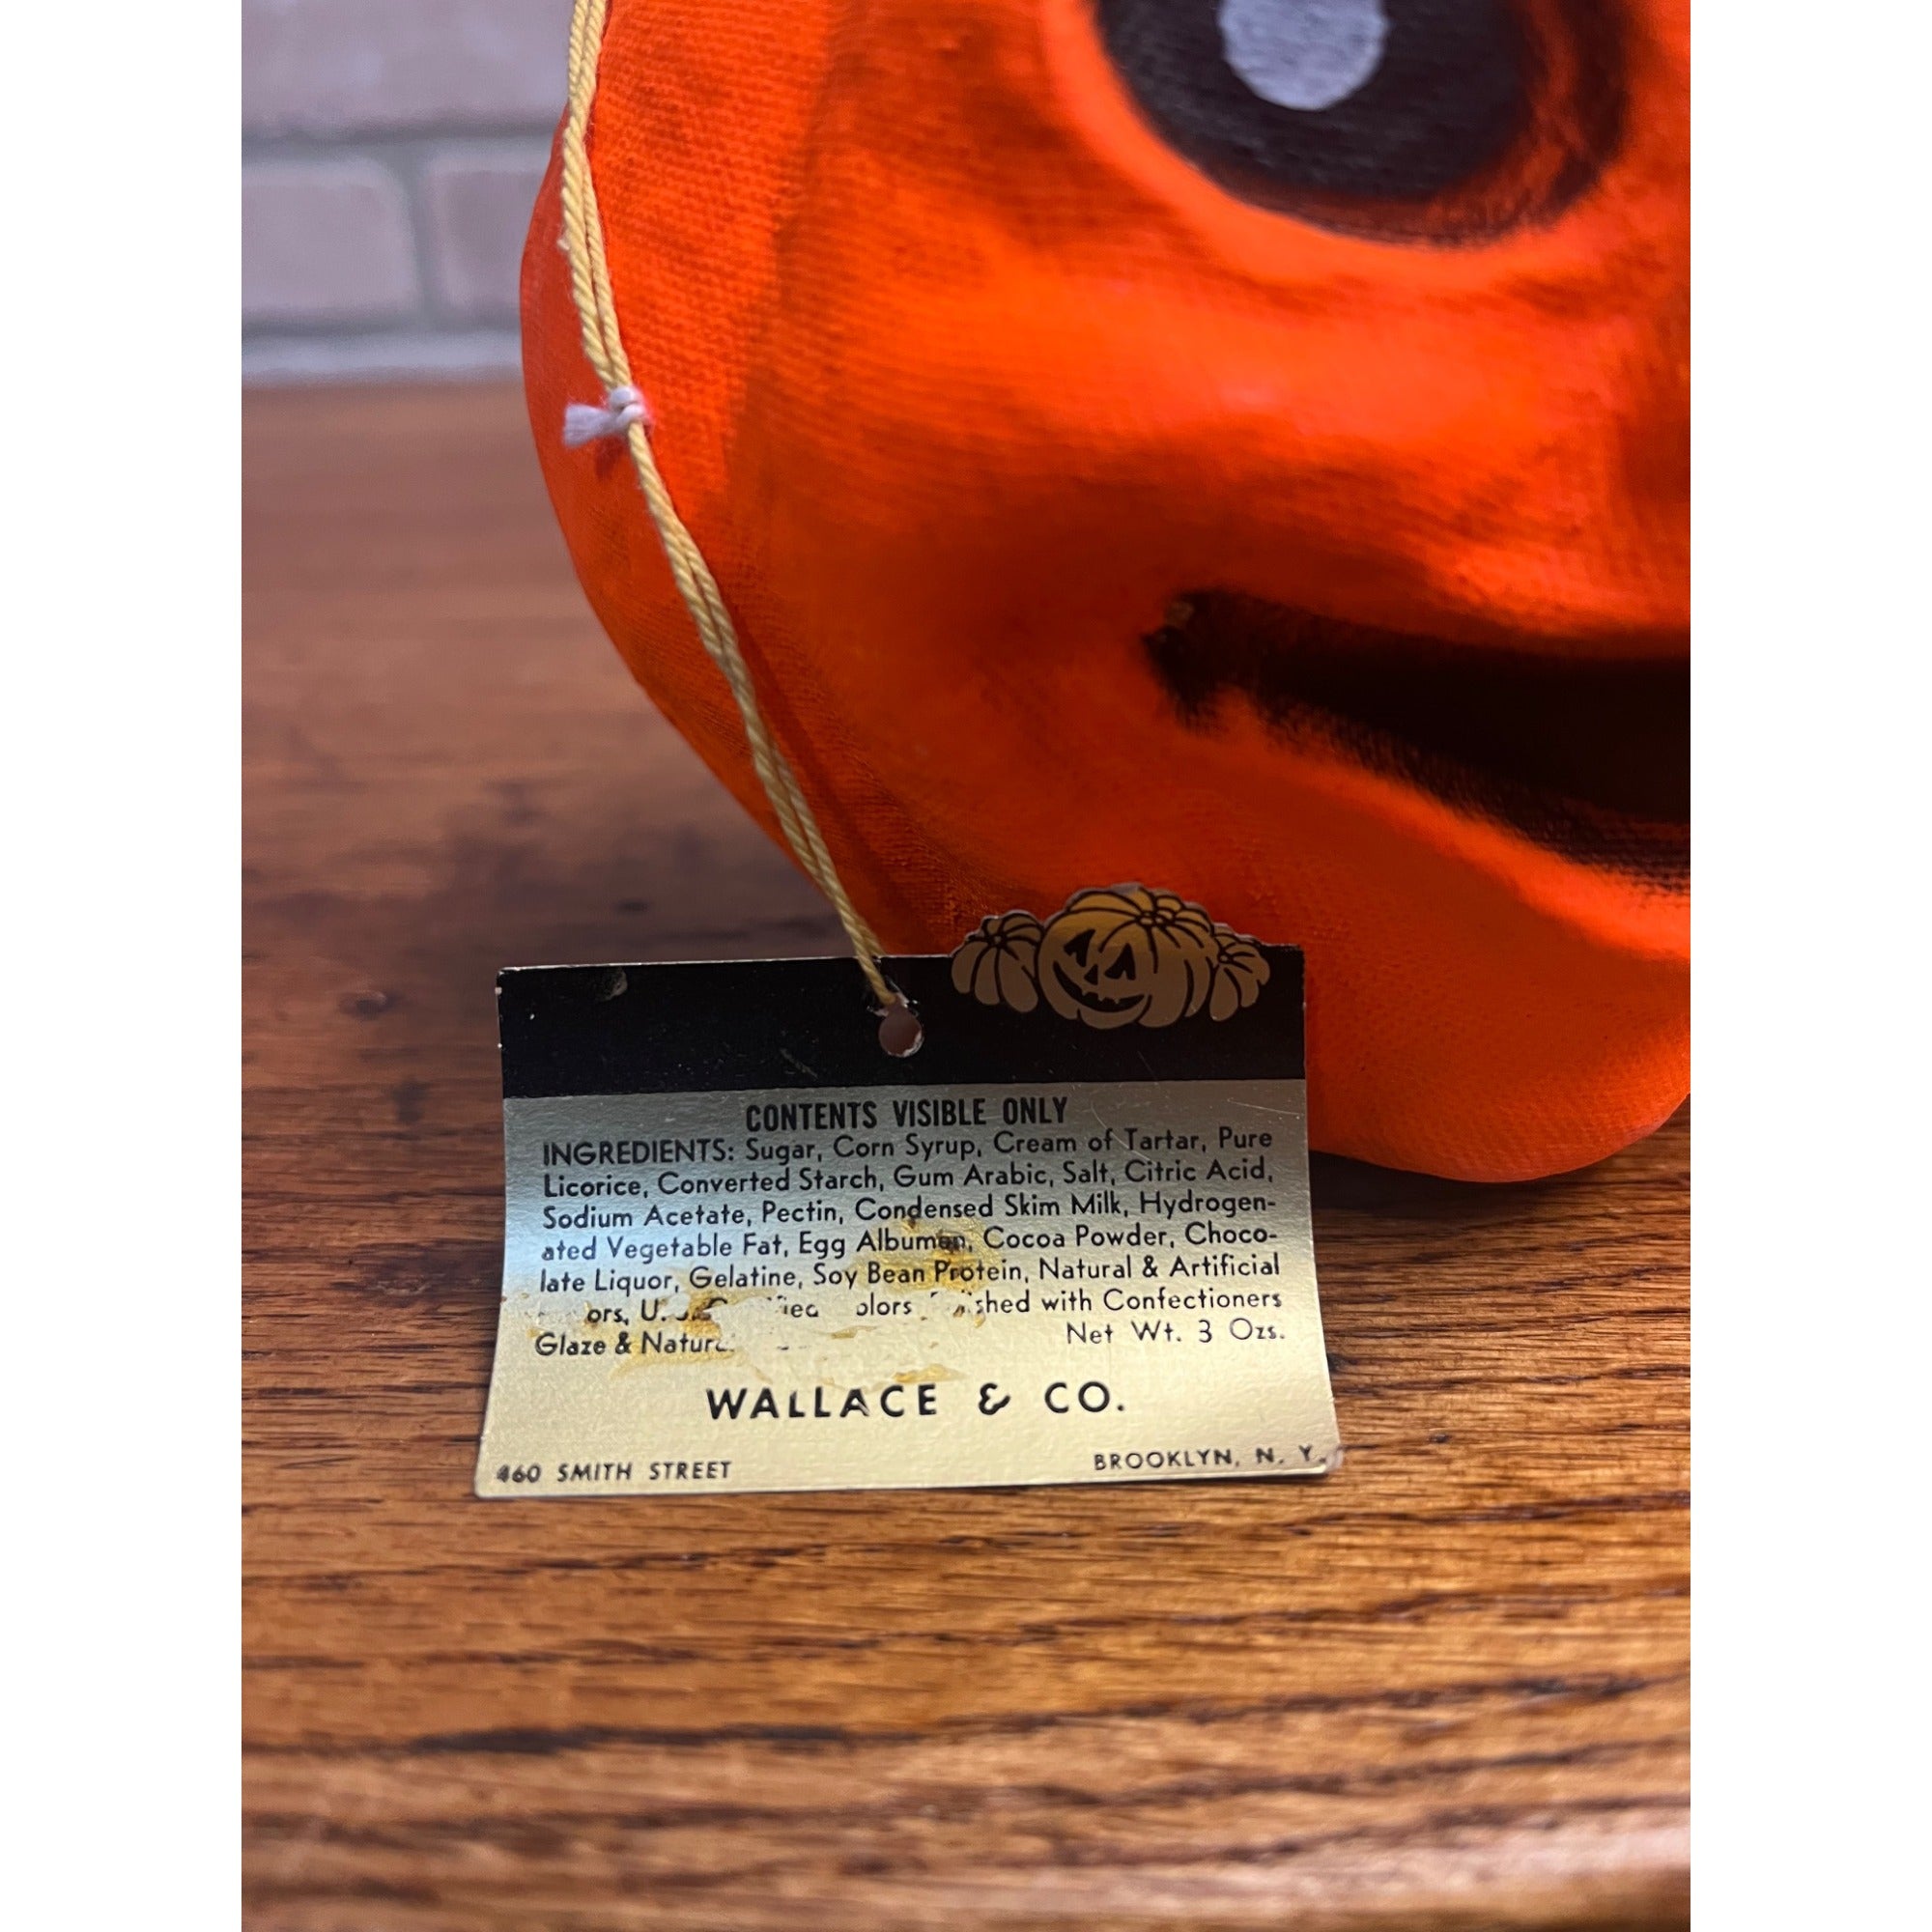 CONTENTS VISIBLE ONLY
INGREDIENTS: Sugar, Corn Syrup, Cream of Tartar, Pure
Licorice, Converted Starch, Gum Arabic, Salt, Citric Acid,
Sodium Acetate, Pectin, Condensed Skim Milk, Hydrogen-
ated Vegetable Fat, Egg Albumen, Cocoa Powder, Choco-
late Liquor, Gelatine, Soy Bean Protein, Natural & Artificial
with Confectioners
Glaze & Net Wt. 3 Ozs.
WALLACE & CO.
460 SMITH STREET BROOKLYN, N. Y.